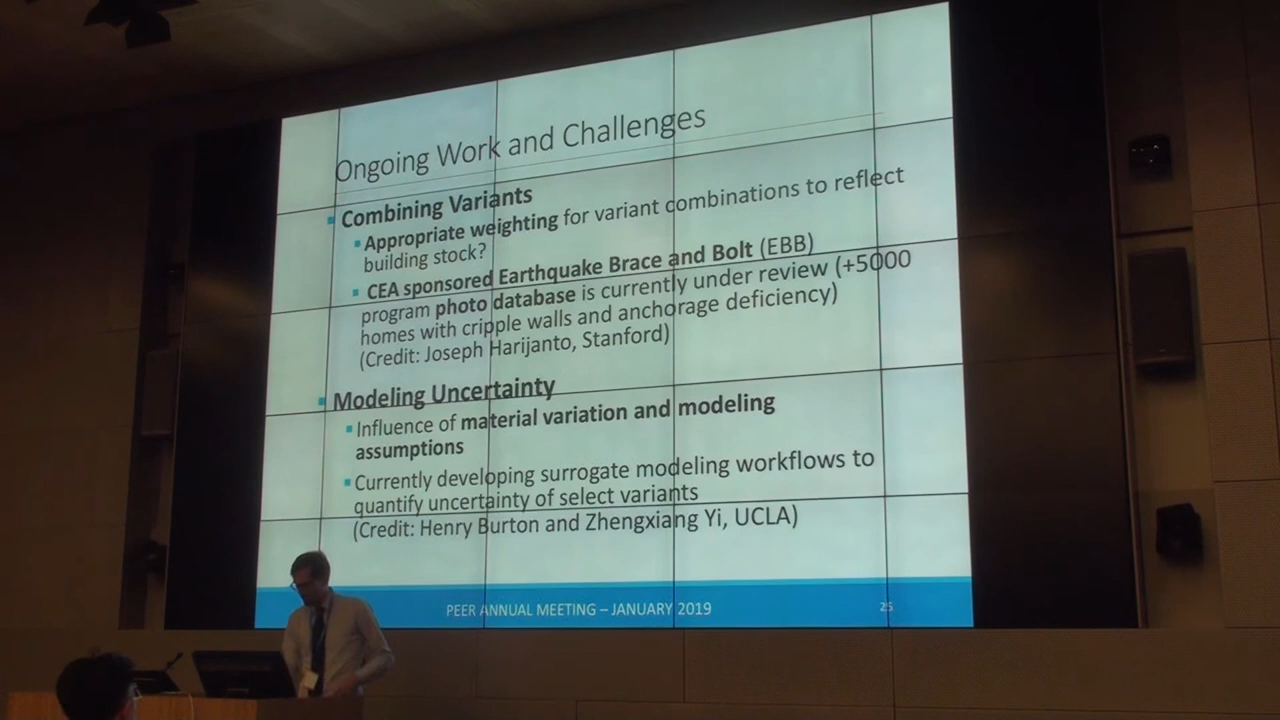 Ongoing Work and Challenges
Combining Variants
Appropriate weighting for variant combinations to reflect
building stock?
CEA sponsored Earthquake Brace and Bolt (EBB)
program photo database is currently under review (+5000
homes with cripple walls and anchorage deficiency)
(Credit: Joseph Harijanto, Stanford)
Modeling Uncertainty
Influence of material variation and modeling
assumptions
Currently developing surrogate modeling workflows to
quantify uncertainty of select variants
(Credit: Henry Burton and Zhengxiang Yi, UCLA)
PEER ANNUAL MEETING – JANUARY 2019